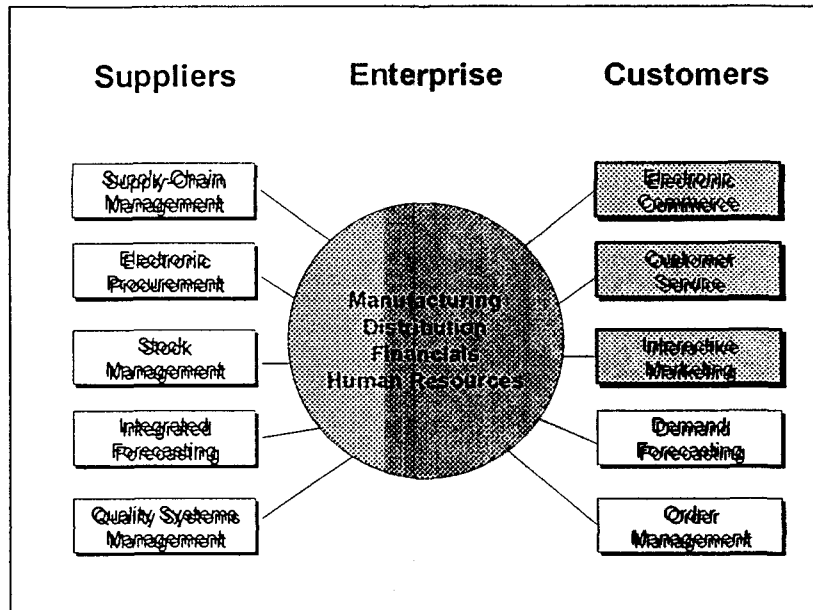 Suppliers
Enterprise
Customers
Supply-Chain
Management
Electronic
Procurement
Stock
Management
Integrated
Forecasting
Quality Systems
Management
Manufacturing
Distribution
Financials
Human Resources
Electronic
Commerce
Customer
Service
Interactive
Marketing
Demand
Forecasting
Order
Management